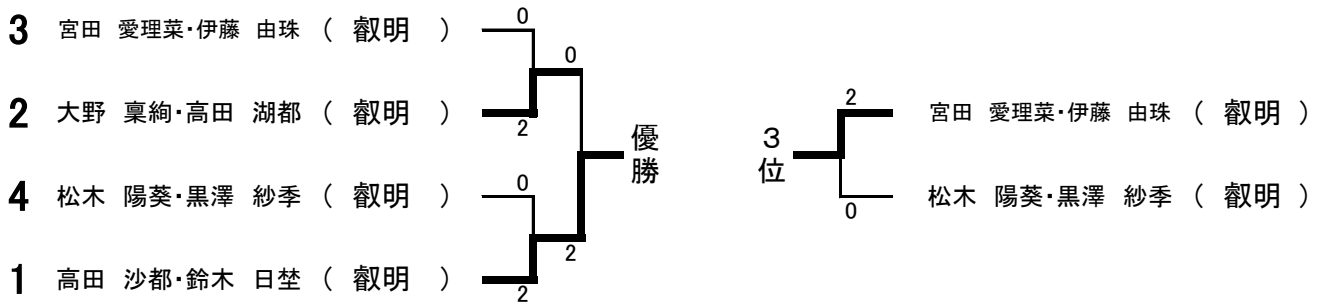 3 宮田 愛理菜・伊藤 由珠 ( 叡明 ) 0
0
2 大野 稟絢・高田 湖都 ( 叡明 ) 2
優勝
4 松木 陽葵・黒澤 紗季 ( 叡明 ) 0
2
1 高田 沙都・鈴木 日埜 ( 叡明 ) 2
3位
2 宮田 愛理菜・伊藤 由珠 ( 叡明 )
0 松木 陽葵・黒澤 紗季 ( 叡明 )